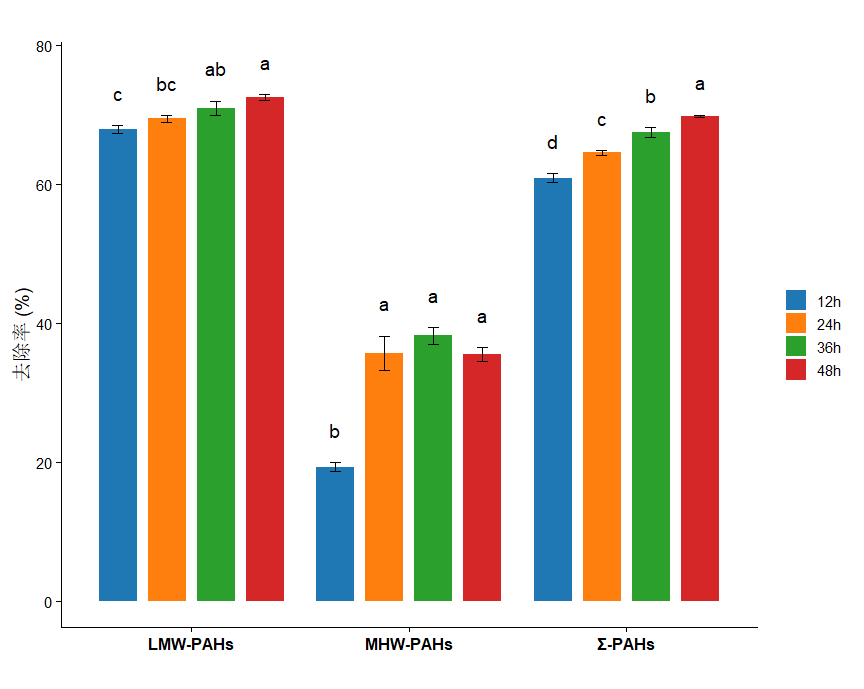 80
60
40
20
0
去除率 (%)
c
bc
ab
a
b
a
a
a
d
c
b
a
LMW-PAHs
MHW-PAHs
Σ-PAHs
12h
24h
36h
48h